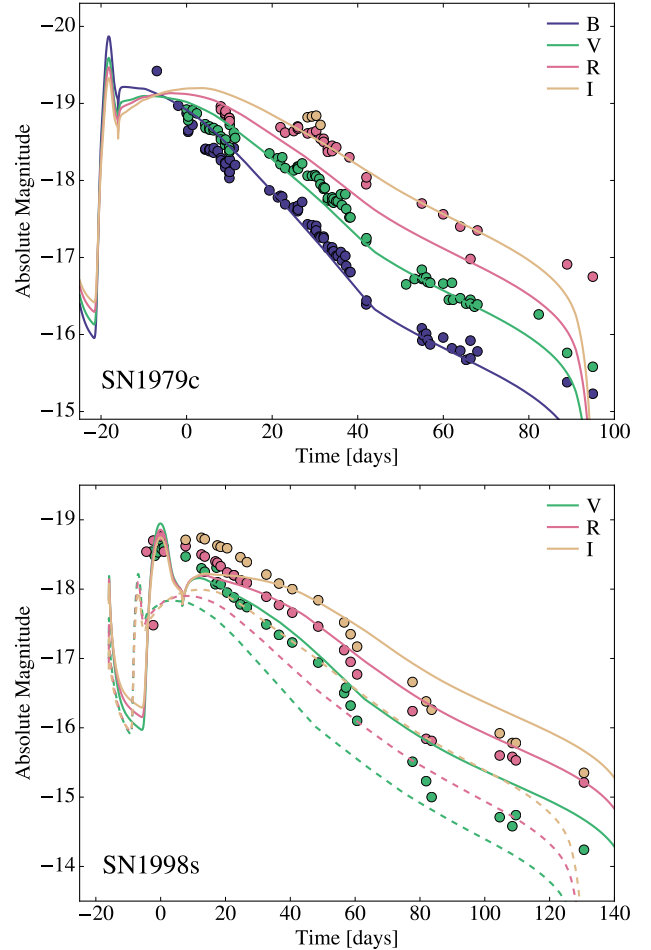 −20
−19
−18
−17
−16
−15
Absolute Magnitude
B
V
R
I
SN1979c
−20 0 20 40 60 80 100
Time [days]
−19
−18
−17
−16
−15
−14
Absolute Magnitude
V
R
I
SN1998s
−20 0 20 40 60 80 100 120 140
Time [days]